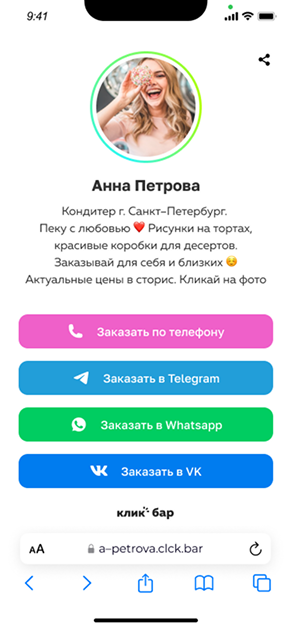 9:41
Анна Петрова
Кондитер г. Санкт–Петербург.
Пеку с любовью ❤️ Рисунки на тортах,
красивые коробки для десертов.
Заказывай для себя и близких ☺️
Актуальные цены в сторис. Кликай на фото
Заказать по телефону
Заказать в Telegram
Заказать в Whatsapp
Заказать в VK
клик бар
AA a–petrova.clck.bar